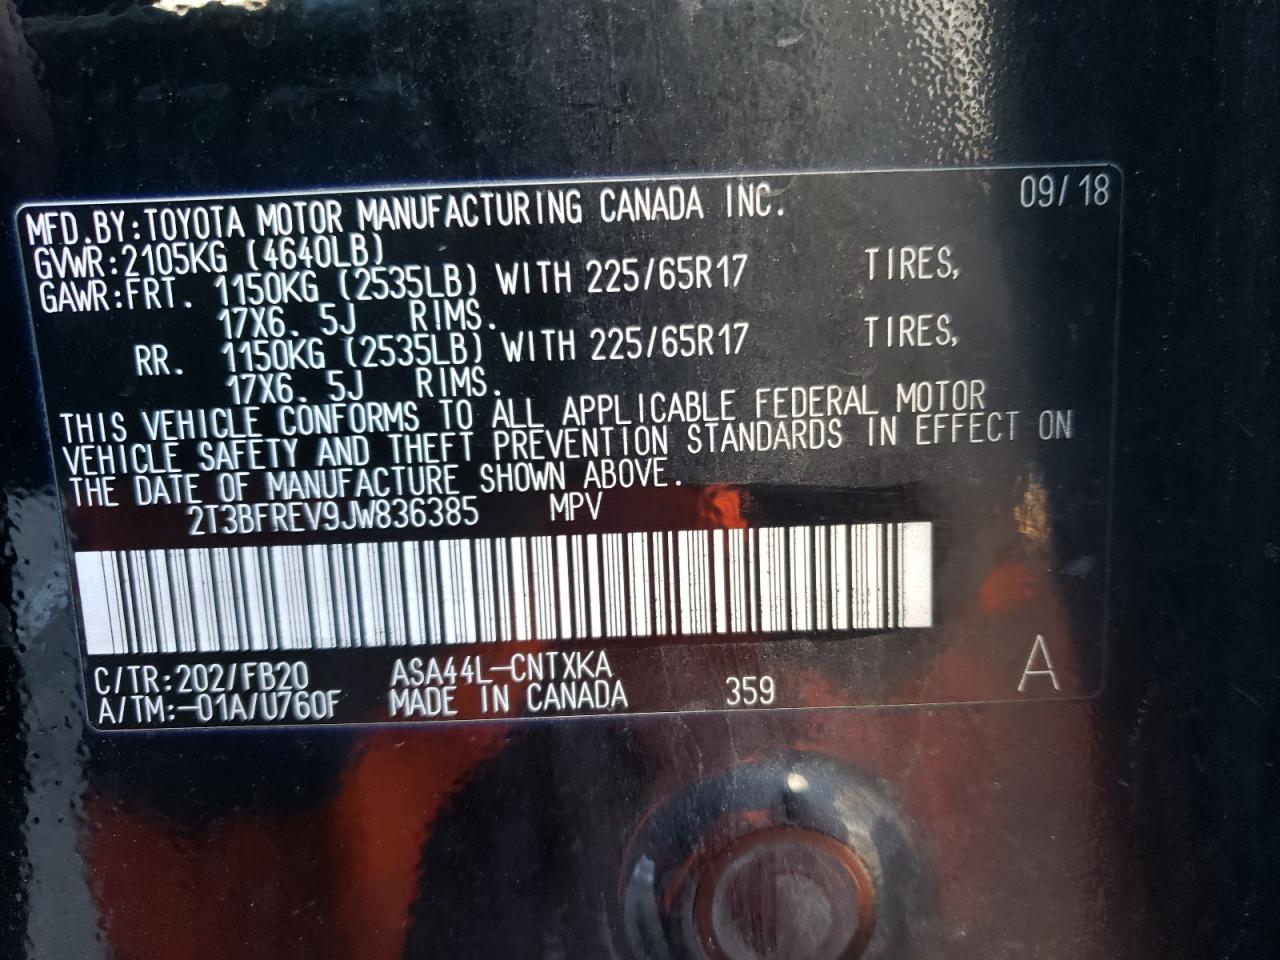 MFD.BY:TOYOTA MOTOR MANUFACTURING CANADA INC. 09/18
GVWR:2105KG (4640LB)
GAWR:FRT. 1150KG (2535LB) WITH 225/65R17 TIRES,
17X6.5J RIMS.
RR. 1150KG (2535LB) WITH 225/65R17 TIRES,
17X6.5J RIMS.
THIS VEHICLE CONFORMS TO ALL APPLICABLE FEDERAL MOTOR
VEHICLE SAFETY AND THEFT PREVENTION STANDARDS IN EFFECT ON
THE DATE OF MANUFACTURE SHOWN ABOVE.
2T3BFREV9JW836385 MPV
C/TR:202/FB20 ASA44L-CNTXKA
A/TM:-01A/U760F MADE IN CANADA 359 A